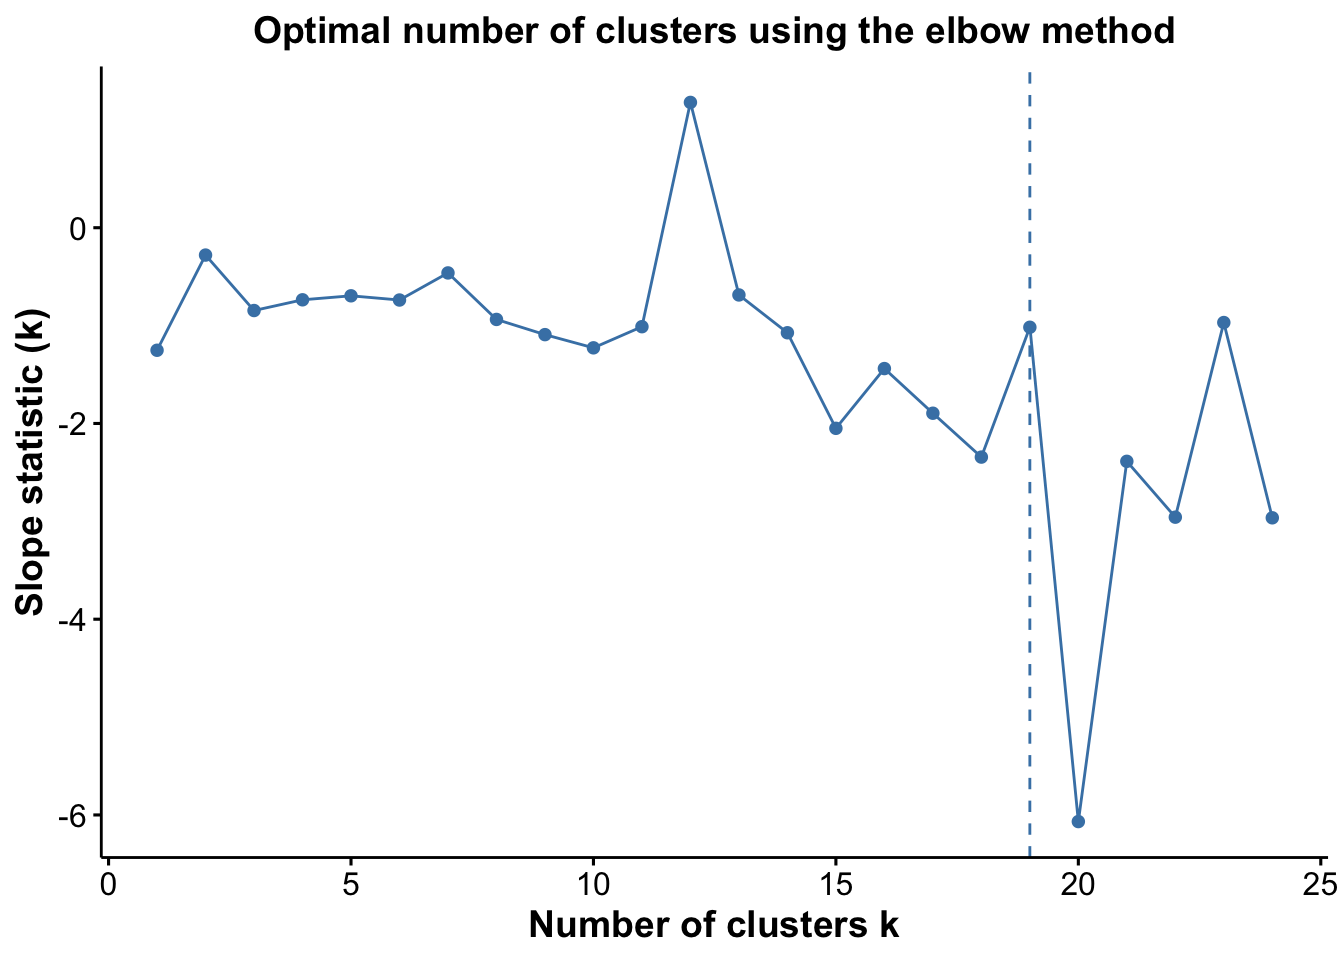 Optimal number of clusters using the elbow method
Slope statistic (k)
0
-2
-4
-6
0 5 10 15 20 25
Number of clusters k